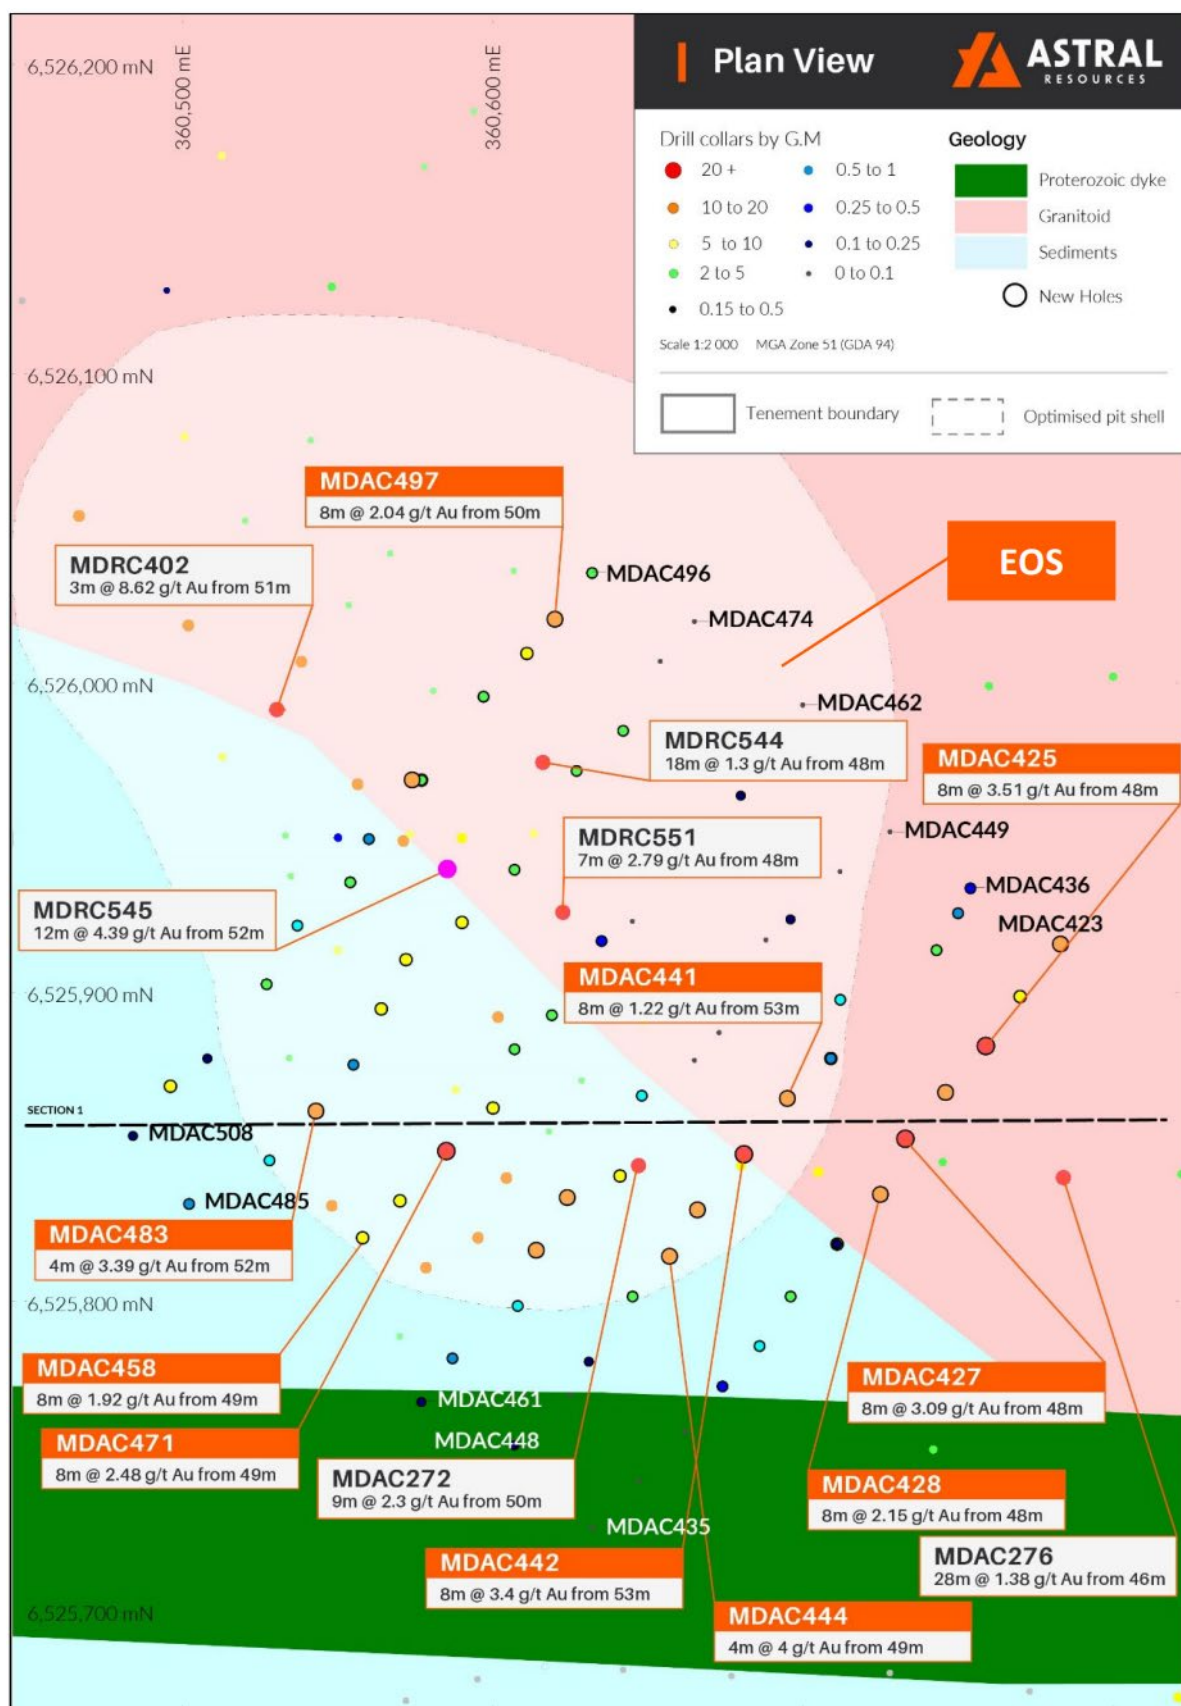 Plan View
ASTRAL
RESOURCES
6,526,200 mN
360,500 mE
360,600 mE
Drill collars by G.M
20 +
10 to 20
5 to 10
2 to 5
0.15 to 0.5
0.5 to 1
0.25 to 0.5
0.1 to 0.25
0 to 0.1
Geology
Proterozoic dyke
Granitoid
Sediments
New Holes
Scale 1:2 000 MGA Zone 51 (GDA 94)
Tenement boundary
Optimised pit shell
6,526,100 mN
MDAC497
8m @ 2.04 g/t Au from 50m
MDRC402
3m @ 8.62 g/t Au from 51m
EOS
MDAC496
MDAC474
6,526,000 mN
MDAC462
MDRC544
18m @ 1.3 g/t Au from 48m
MDAC425
8m @ 3.51 g/t Au from 48m
MDRC551
7m @ 2.79 g/t Au from 48m
MDAC449
MDAC436
MDAC423
MDRC545
12m @ 4.39 g/t Au from 52m
MDAC441
8m @ 1.22 g/t Au from 53m
6,525,900 mN
SECTION 1
MDAC508
MDAC485
MDAC483
4m @ 3.39 g/t Au from 52m
6,525,800 mN
MDAC458
8m @ 1.92 g/t Au from 49m
MDAC427
8m @ 3.09 g/t Au from 48m
MDAC461
MDAC471
8m @ 2.48 g/t Au from 49m
MDAC448
MDAC272
9m @ 2.3 g/t Au from 50m
MDAC428
8m @ 2.15 g/t Au from 48m
MDAC435
MDAC276
28m @ 1.38 g/t Au from 46m
MDAC442
8m @ 3.4 g/t Au from 53m
6,525,700 mN
MDAC444
4m @ 4 g/t Au from 49m